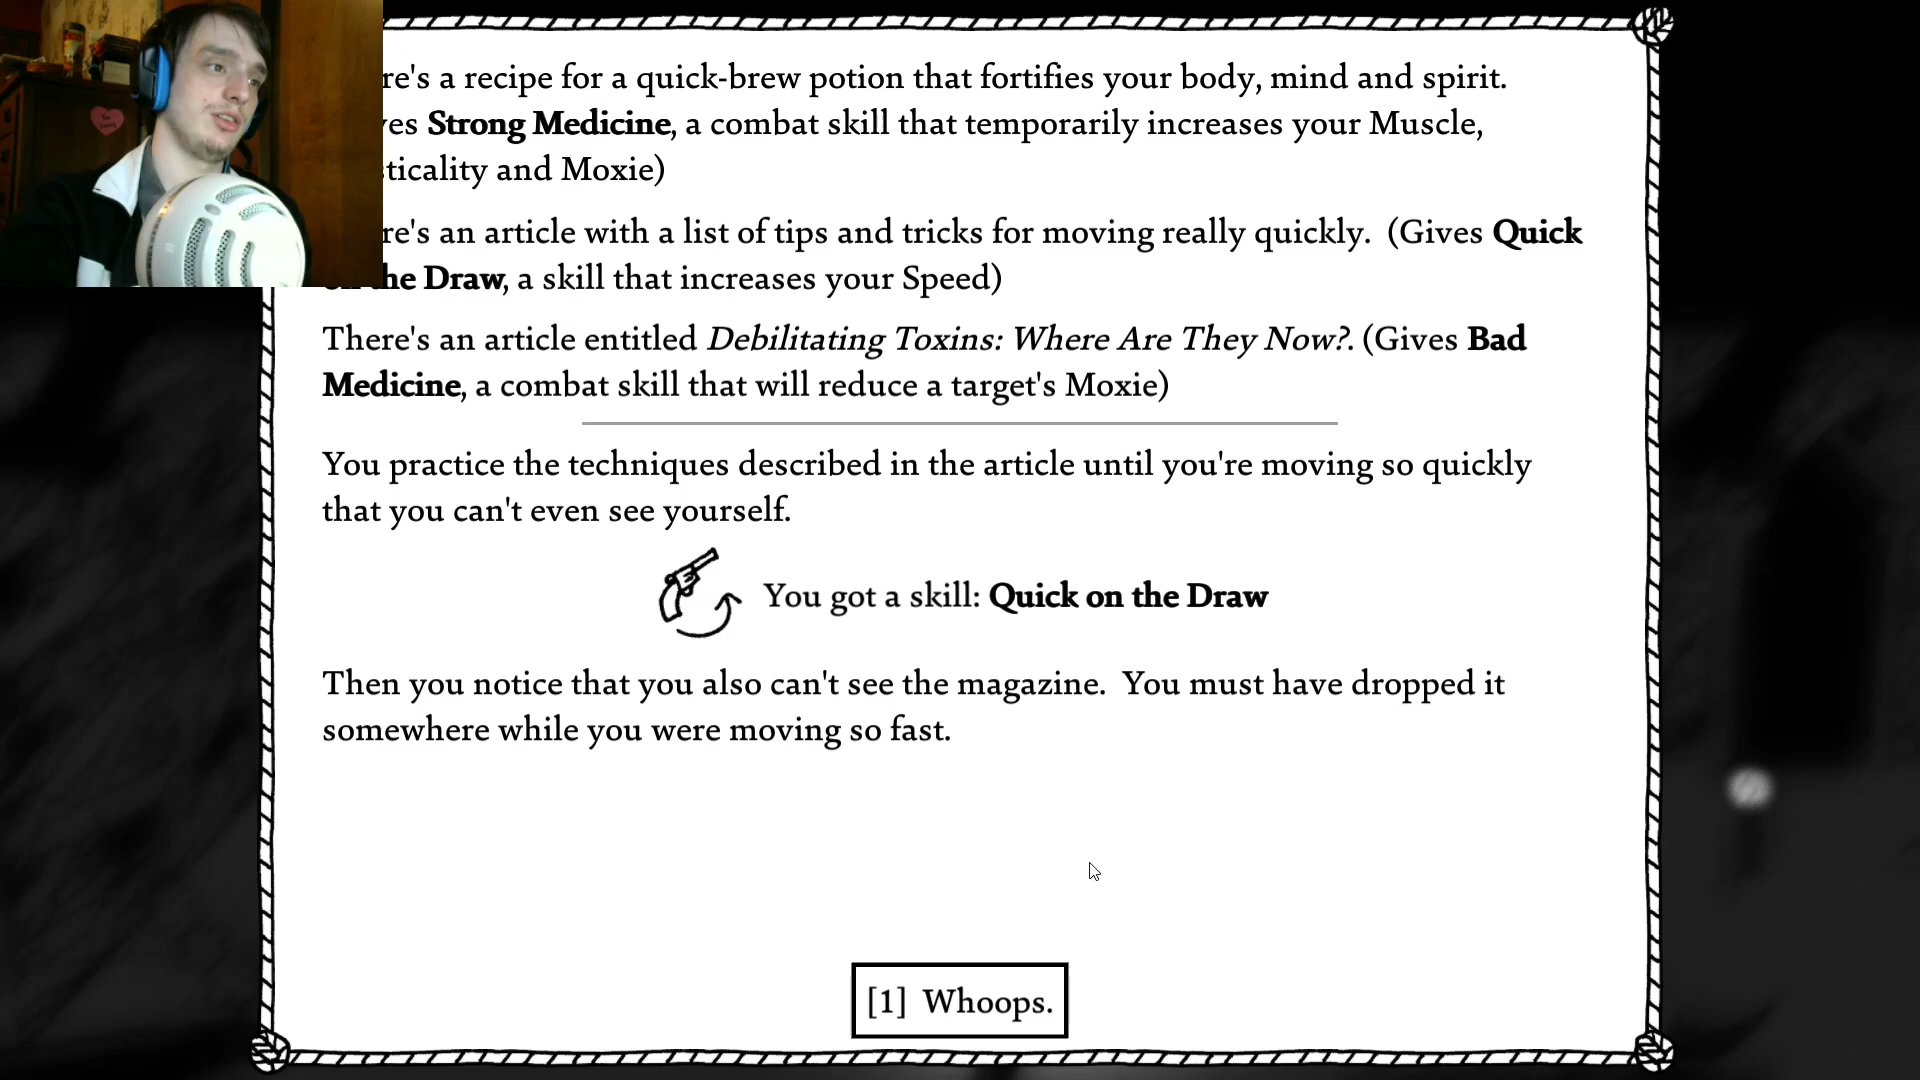 re's a recipe for a quick-brew potion that fortifies your body, mind and spirit.
ves Strong Medicine, a combat skill that temporarily increases your Muscle,
sticality and Moxie)
re's an article with a list of tips and tricks for moving really quickly. (Gives Quick
the Draw, a skill that increases your Speed)
There's an article entitled Debilitating Toxins: Where Are They Now?. (Gives Bad
Medicine, a combat skill that will reduce a target's Moxie)
You practice the techniques described in the article until you're moving so quickly
that you can't even see yourself.
You got a skill: Quick on the Draw
Then you notice that you also can't see the magazine. You must have dropped it
somewhere while you were moving so fast.
[1] Whoops.